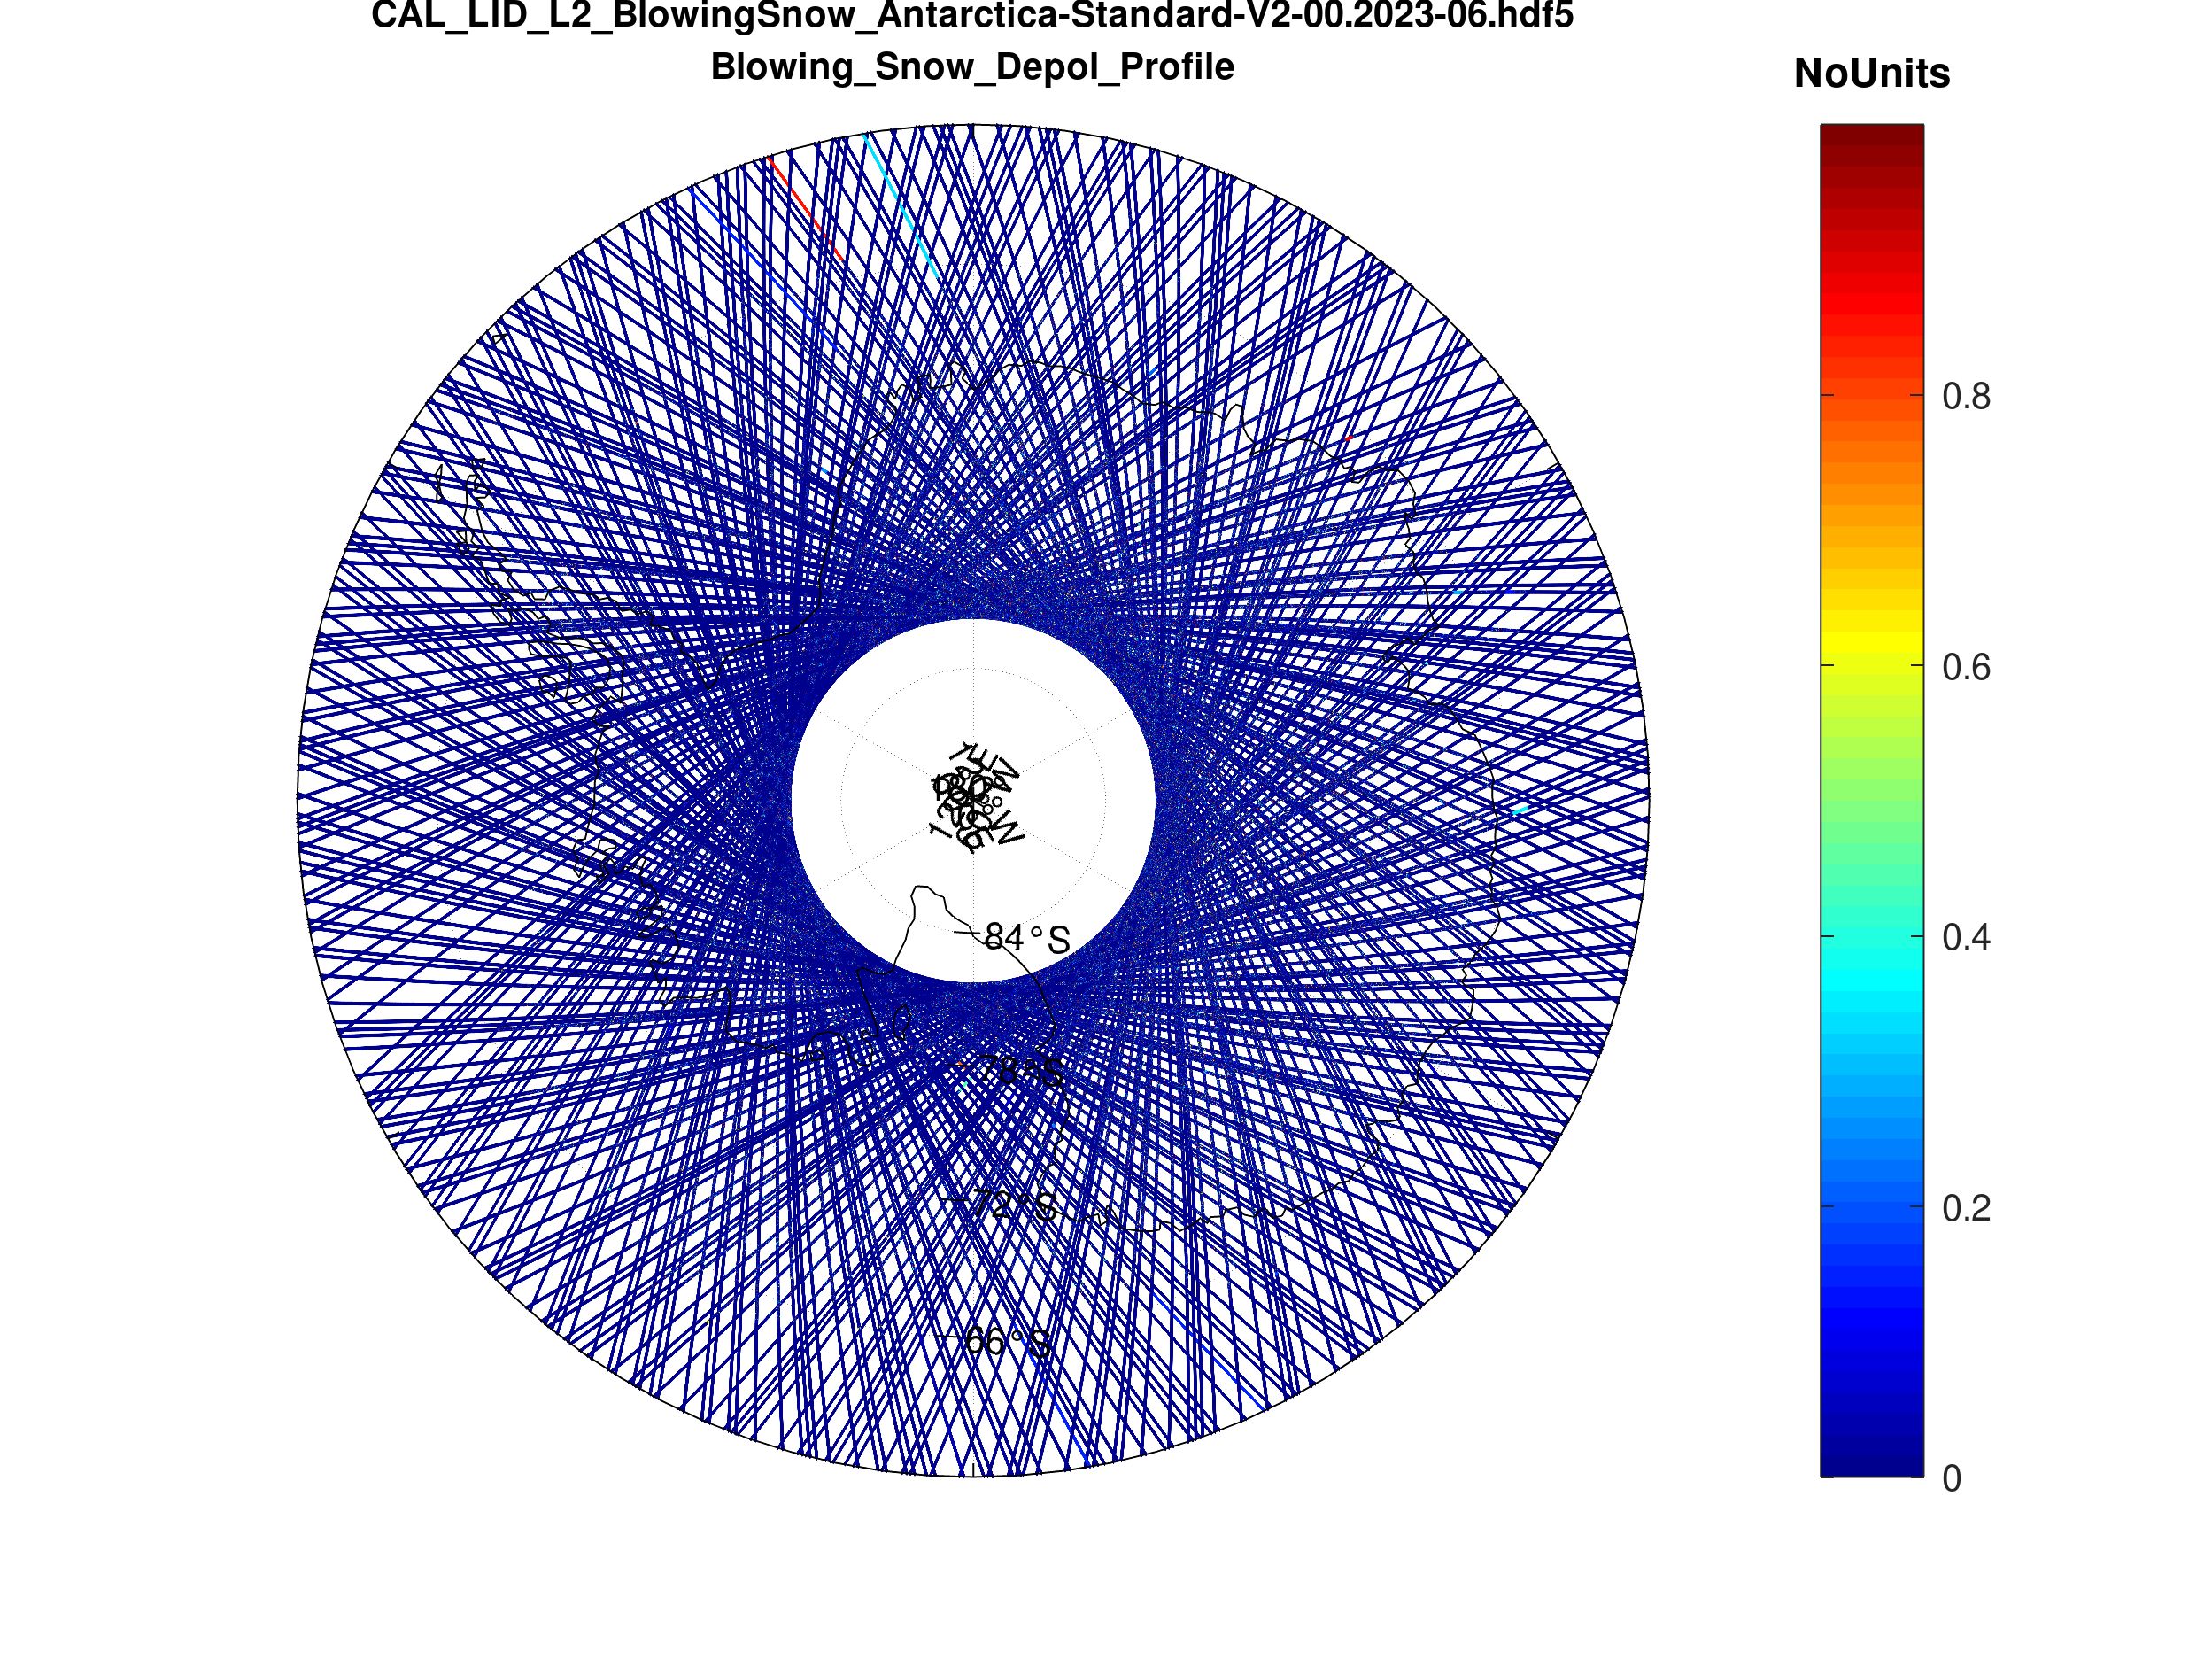 CAL_LID_L2_BlowingSnow_Antarctica-Standard-V2-00.2023-06.hdf5
Blowing_Snow_Depol_Profile
NoUnits
0.8
0.6
0.4
0.2
0
84°S
78°S
72°S
66°S